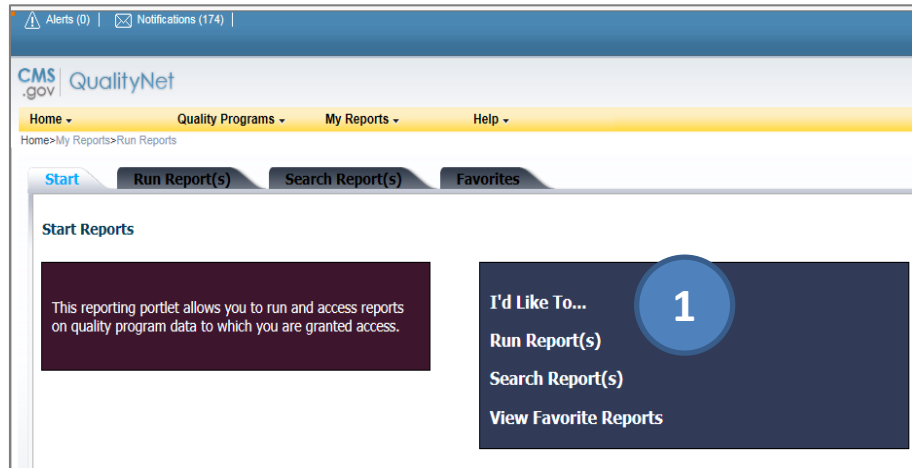 Alerts (0) | Notifications (174) |
CMS .gov QualityNet
Home Quality Programs My Reports Help
Home>My Reports>Run Reports
Start Run Report(s) Search Report(s) Favorites
Start Reports
This reporting portlet allows you to run and access reports
on quality program data to which you are granted access.
I'd Like To...
1
Run Report(s)
Search Report(s)
View Favorite Reports